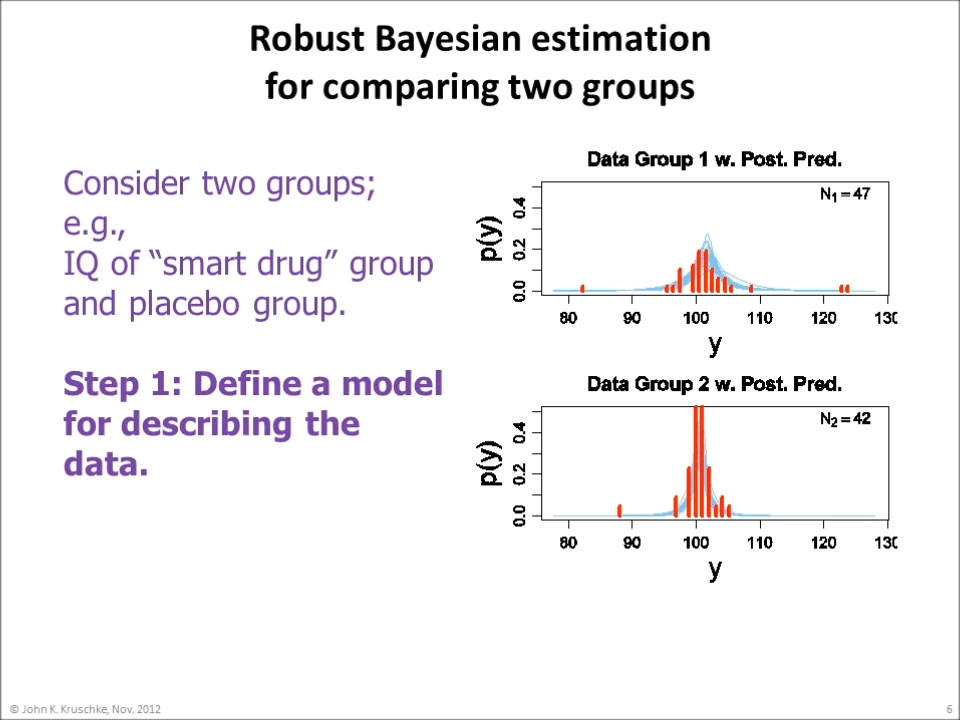 Robust Bayesian estimation
for comparing two groups
Consider two groups;
e.g.,
IQ of “smart drug” group
and placebo group.
Step 1: Define a model
for describing the
data.
Data Group 1 w. Post. Pred.
N1 = 47
p(y)
0.0 0.2 0.4
80 90 100 110 120 130
y
Data Group 2 w. Post. Pred.
N2 = 42
p(y)
0.0 0.2 0.4
80 90 100 110 120 130
y
© John K. Kruschke, Nov. 2012
6